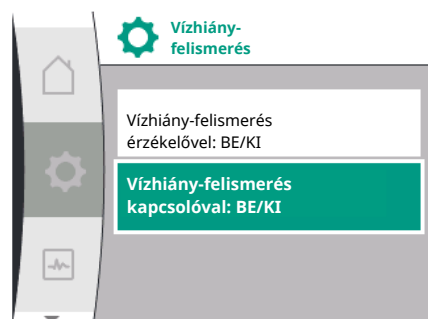 Vízhiány-
felismerés
Vízhiány-felismerés
érzékelővel: BE/KI
Vízhiány-felismerés
kapcsolóval: BE/KI